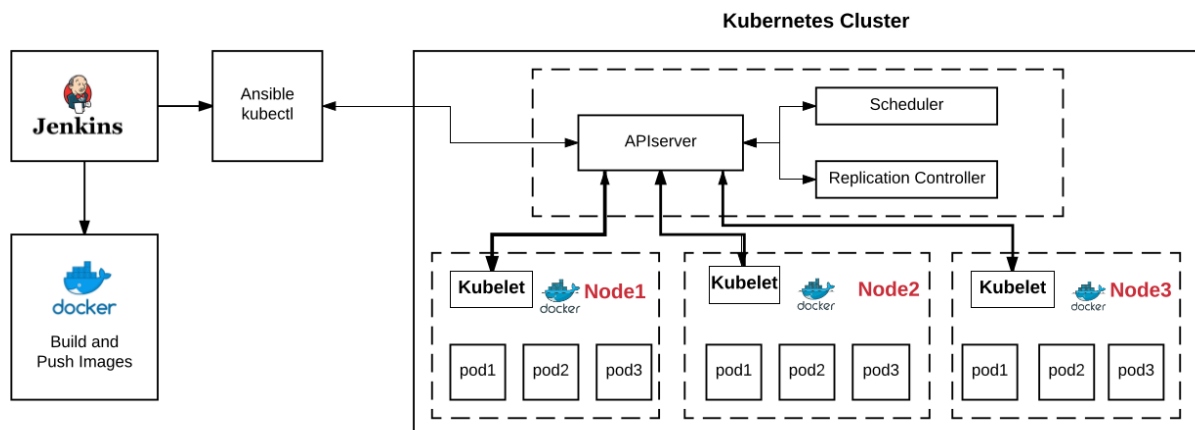 Kubernetes Cluster
Jenkins
Ansible
kubectl
Scheduler
APIserver
Replication Controller
docker
Build and
Push Images
Kubelet
docker
Node1
pod1
pod2
pod3
Kubelet
docker
Node2
pod1
pod2
pod3
Kubelet
docker
Node3
pod1
pod2
pod3